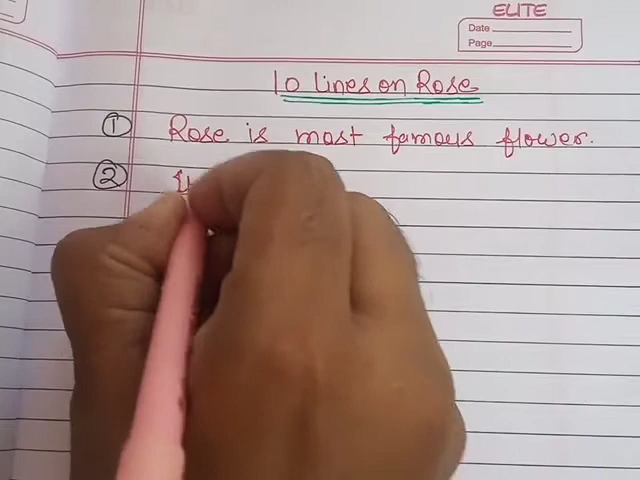 ELITE
Date
Page
10 lines on Rose
1 Rose is most famous flower.
2